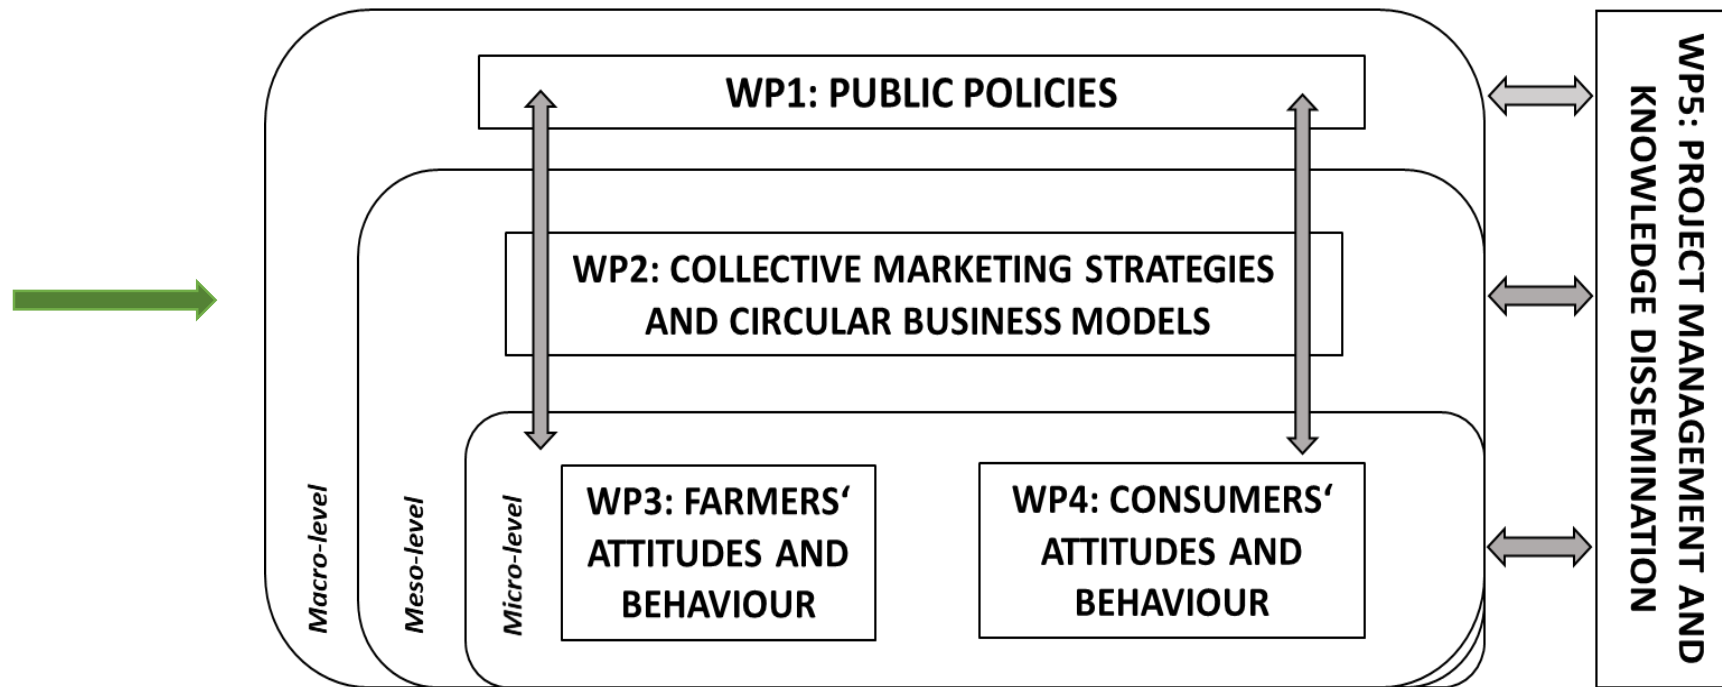 WP1: PUBLIC POLICIES
WP2: COLLECTIVE MARKETING STRATEGIES
AND CIRCULAR BUSINESS MODELS
Macro-level
Meso-level
Micro-level
WP3: FARMERS‘
ATTITUDES AND
BEHAVIOUR
WP4: CONSUMERS‘
ATTITUDES AND
BEHAVIOUR
WP5: PROJECT MANAGEMENT AND
KNOWLEDGE DISSEMINATION